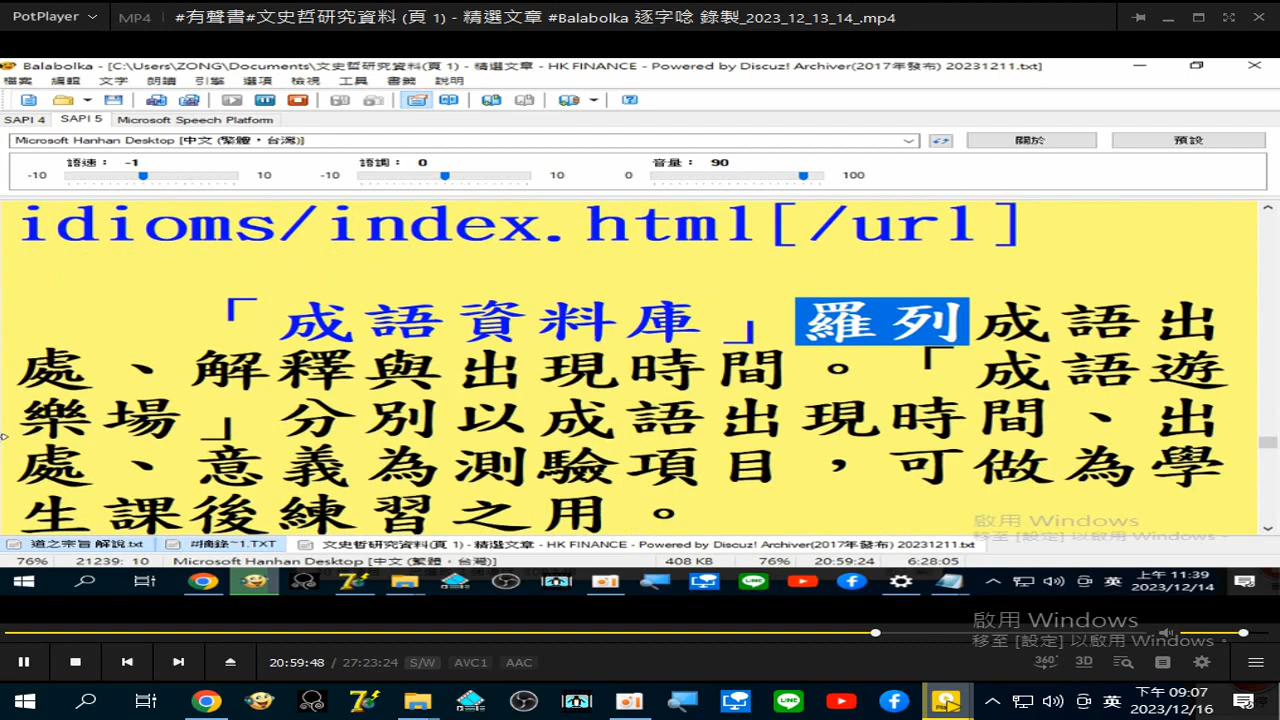 PotPlayer MP4 #有聲書#文史哲研究資料 (頁 1) - 精選文章 #Balabolka 逐字唸 錄製_2023_12_13_14_.mp4
Balabolka - [C:\Users\ZONG\Documents\文史哲研究資料(頁 1) - 精選文章 - HK FINANCE - Powered by Discuz! Archiver(2017年發布) 20231211.txt]
檔案 編輯 文字 朗讀 引擎 選項 檢視 工具 書籤 說明
SAPI 4 SAPI 5 Microsoft Speech Platform
Microsoft Hanhan Desktop [中文 (繁體，台灣)] 關於 預設
語速： -1 語調： 0 音量： 90
-10 10 -10 10 0 100
idioms/index.html[/url]
「成語資料庫」羅列成語出
處、解釋與出現時間。「成語遊
樂場」分別以成語出現時間、出
處、意義為測驗項目，可做為學
生課後練習之用。
啟用 Windows
移至 [設定] 以啟用 Windows。
道之宗旨 解說.txt #摘錄~1.TXT 文史哲研究資料(頁 1) - 精選文章 - HK FINANCE - Powered by Discuz! Archiver(2017年發布) 20231211.txt
76% 21239: 10 Microsoft Hanhan Desktop [中文 (繁體，台灣)] 408 KB 76% 20:59:24 6:28:05
英 上午 11:39
2023/12/14
啟用 Windows
移至 [設定] 以啟用 Windows。
20:59:48 / 27:23:24 S/W AVC1 AAC 360° 3D
英 下午 09:07
2023/12/16